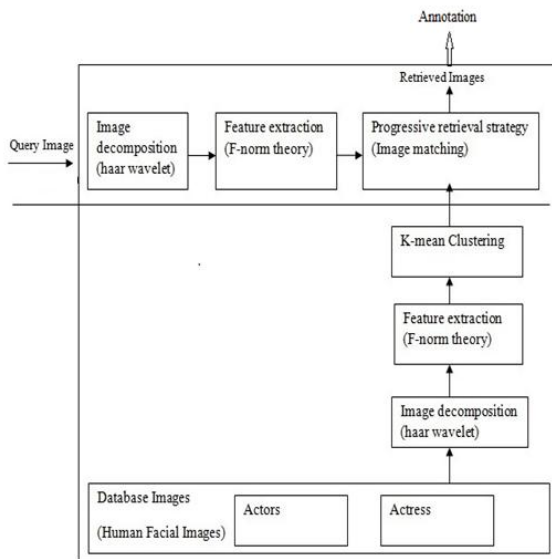 Annotation
Retrieved Images
Query Image
Image
decomposition
(haar wavelet)
Feature extraction
(F-norm theory)
Progressive retrieval strategy
(Image matching)
K-mean Clustering
Feature extraction
(F-norm theory)
Image decomposition
(haar wavelet)
Database Images
(Human Facial Images)
Actors
Actress